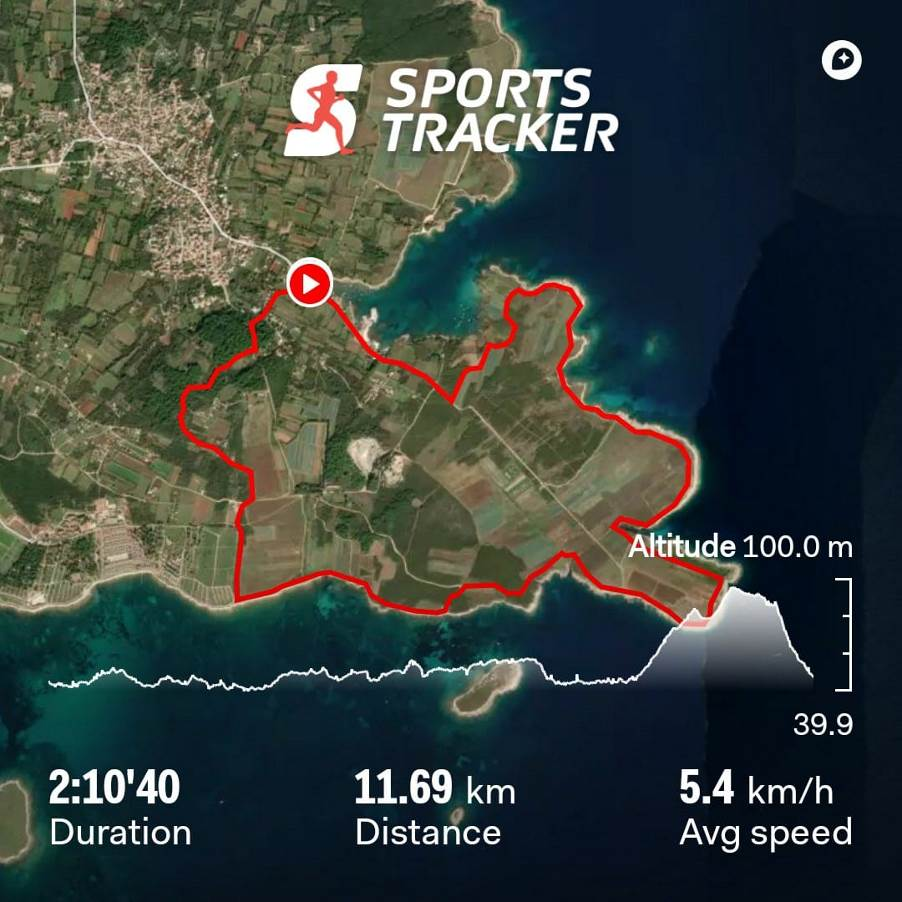 SPORTS
TRACKER
Altitude 100.0 m
39.9
2:10'40
Duration
11.69 km
Distance
5.4 km/h
Avg speed